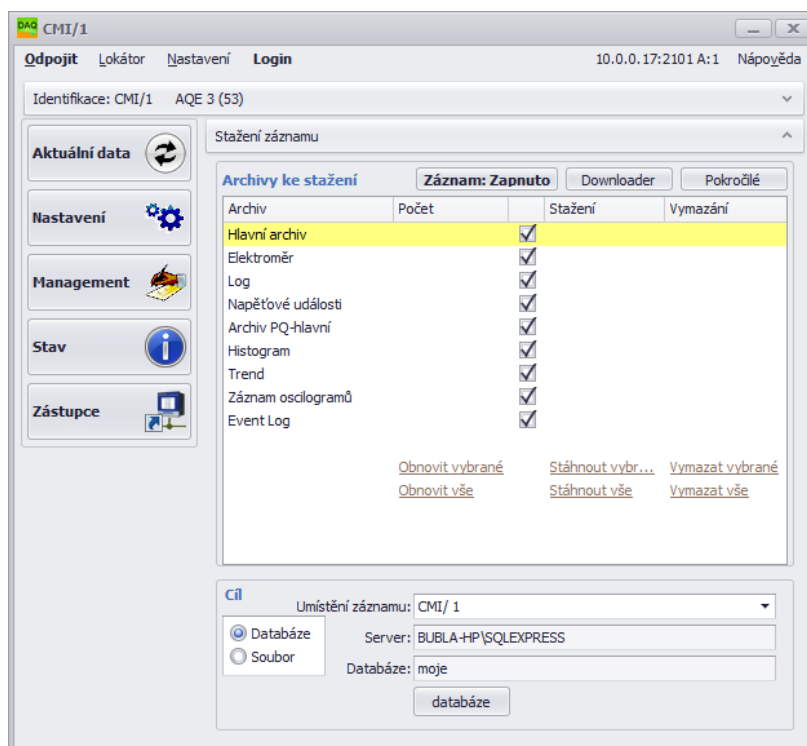 DAQ CMI/1
Odpojit Lokátor Nastavení Login 10.0.0.17:2101 A:1 Nápověda
Identifikace: CMI/1 AQE 3 (53)
Aktuální data
Nastavení
Management
Stav
Zástupce
Stažení záznamu
Archivy ke stažení Záznam: Zapnuto Downloader Pokročilé
Archiv Počet Stažení Vymazání
Hlavní archiv
Elektroměr
Log
Napěťové události
Archiv PQ-hlavní
Histogram
Trend
Záznam oscilogramů
Event Log
Obnovit vybrané Stáhnout vybr... Vymazat vybrané
Obnovit vše Stáhnout vše Vymazat vše
Cíl
Umístění záznamu: CMI/ 1
Databáze
Soubor
Server: BUBLA-HP\SQLEXPRESS
Databáze: moje
databáze